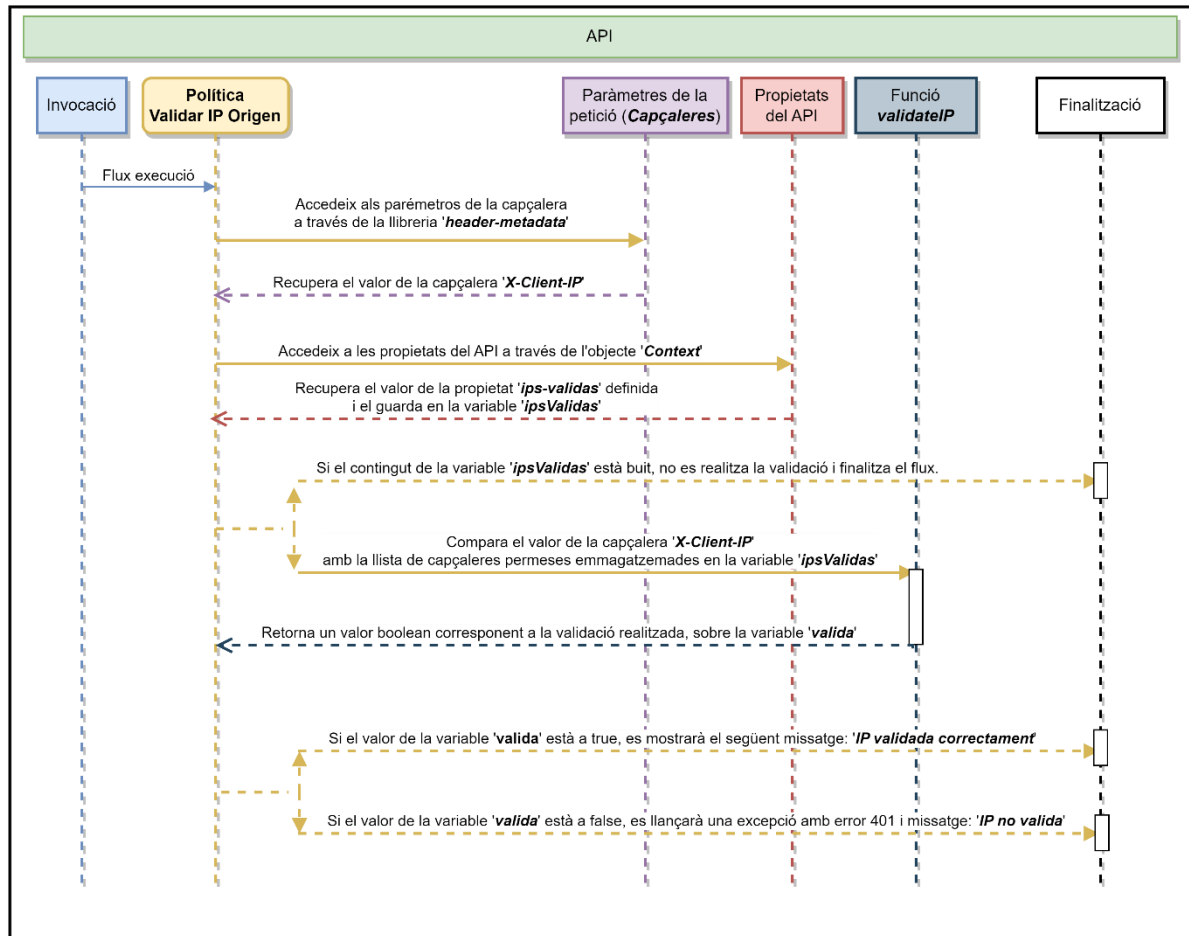 API
Invocació
Política
Validar IP Origen
Paràmetres de la
petició (Capçaleres)
Propietats
del API
Funció
validateIP
Finalització
Flux execució
Accedeix als parémetros de la capçalera
a través de la llibreria 'header-metadata'
Recupera el valor de la capçalera 'X-Client-IP'
Accedeix a les propietats del API a través de l'objecte 'Context'
Recupera el valor de la propietat 'ips-validas' definida
i el guarda en la variable 'ipsValidas'
Si el contingut de la variable 'ipsValidas' està buit, no es realitza la validació i finalitza el flux.
Compara el valor de la capçalera 'X-Client-IP'
amb la llista de capçaleres permeses emmagatzemades en la variable 'ipsValidas'
Retorna un valor boolean corresponent a la validació realitzada, sobre la variable 'valida'
Si el valor de la variable 'valida' està a true, es mostrarà el següent missatge: 'IP validada correctament'
Si el valor de la variable 'valida' està a false, es llançarà una excepció amb error 401 i missatge: 'IP no valida'